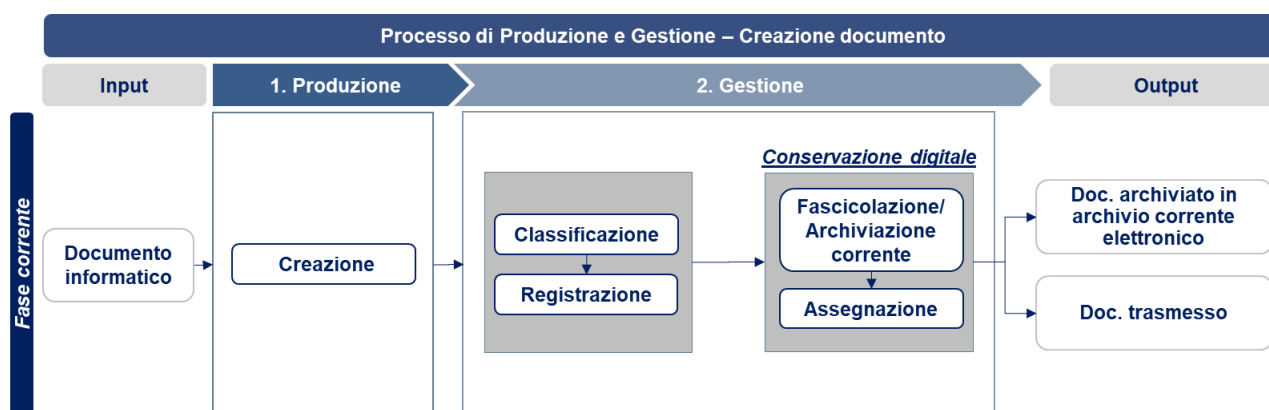 Processo di Produzione e Gestione – Creazione documento
Input
1. Produzione
2. Gestione
Output
Fase corrente
Documento
informatico
Creazione
Classificazione
Registrazione
Conservazione digitale
Fascicolazione/
Archiviazione
corrente
Assegnazione
Doc. archiviato in
archivio corrente
elettronico
Doc. trasmesso